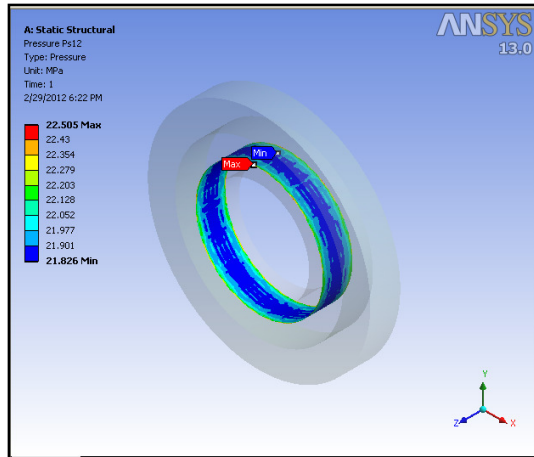 A: Static Structural
Pressure Ps12
Type: Pressure
Unit: MPa
Time: 1
2/29/2012 6:22 PM
ANSYS
13.0
22.505 Max
22.43
22.354
22.279
22.203
22.128
22.052
21.977
21.901
21.826 Min
Min
Max
Y
Z
X